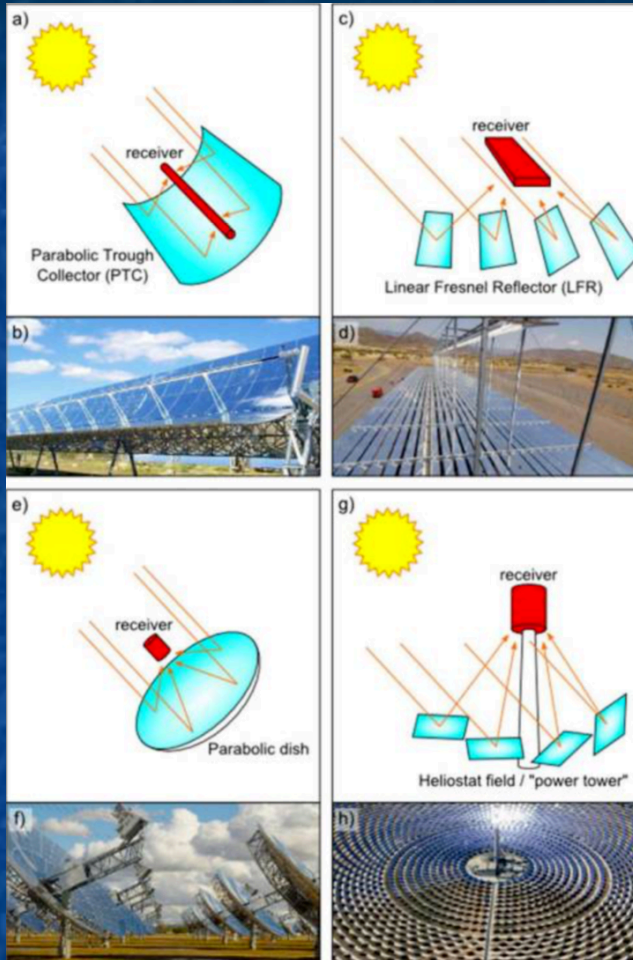 a)
receiver
Parabolic Trough
Collector (PTC)
c)
receiver
Linear Fresnel Reflector (LFR)
b)
d)
e)
receiver
Parabolic dish
g)
receiver
Heliostat field / "power tower"
f)
h)